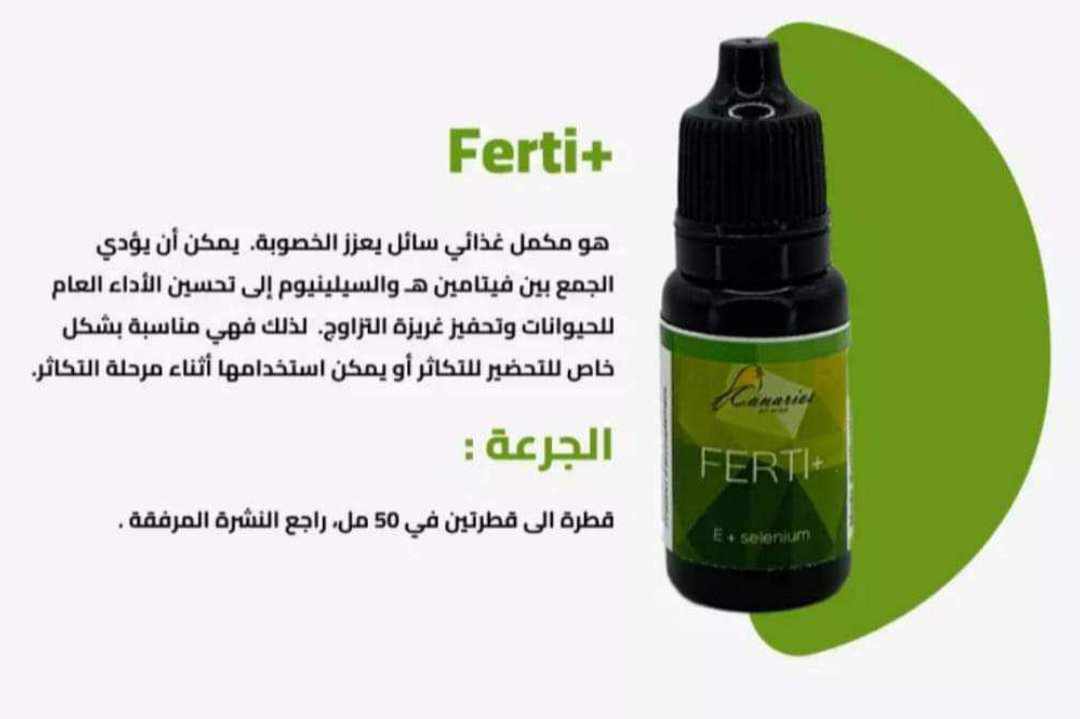 Ferti+
هو مكمل غذائي سائل يعزز الخصوبة. يمكن أن يؤدي
الجمع بين فيتامين هـ والسيلينيوم إلى تحسين الأداء العام
للحيوانات وتحفيز غريزة التزاوج. لذلك فهي مناسبة بشكل
خاص للتحضير للتكاثر أو يمكن استخدامها أثناء مرحلة التكاثر.
الجرعة :
قطرة الى قطرتين في 50 مل، راجع النشرة المرفقة .
Canaries
FERTI+
E + selenium